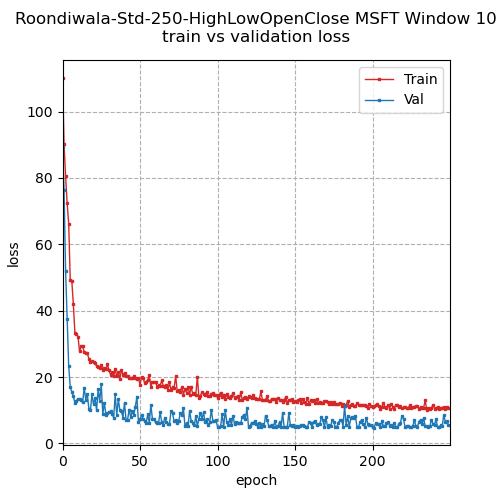 Roondiwala-Std-250-HighLowOpenClose MSFT Window 10
train vs validation loss
Train
Val
100
80
60
40
20
0
loss
0 50 100 150 200
epoch